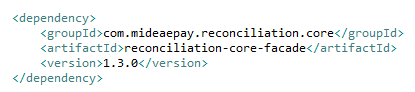 <dependency>
    <groupId>com.mideaepay.reconciliation.core</groupId>
    <artifactId>reconciliation-core-facade</artifactId>
    <version>1.3.0</version>
</dependency>